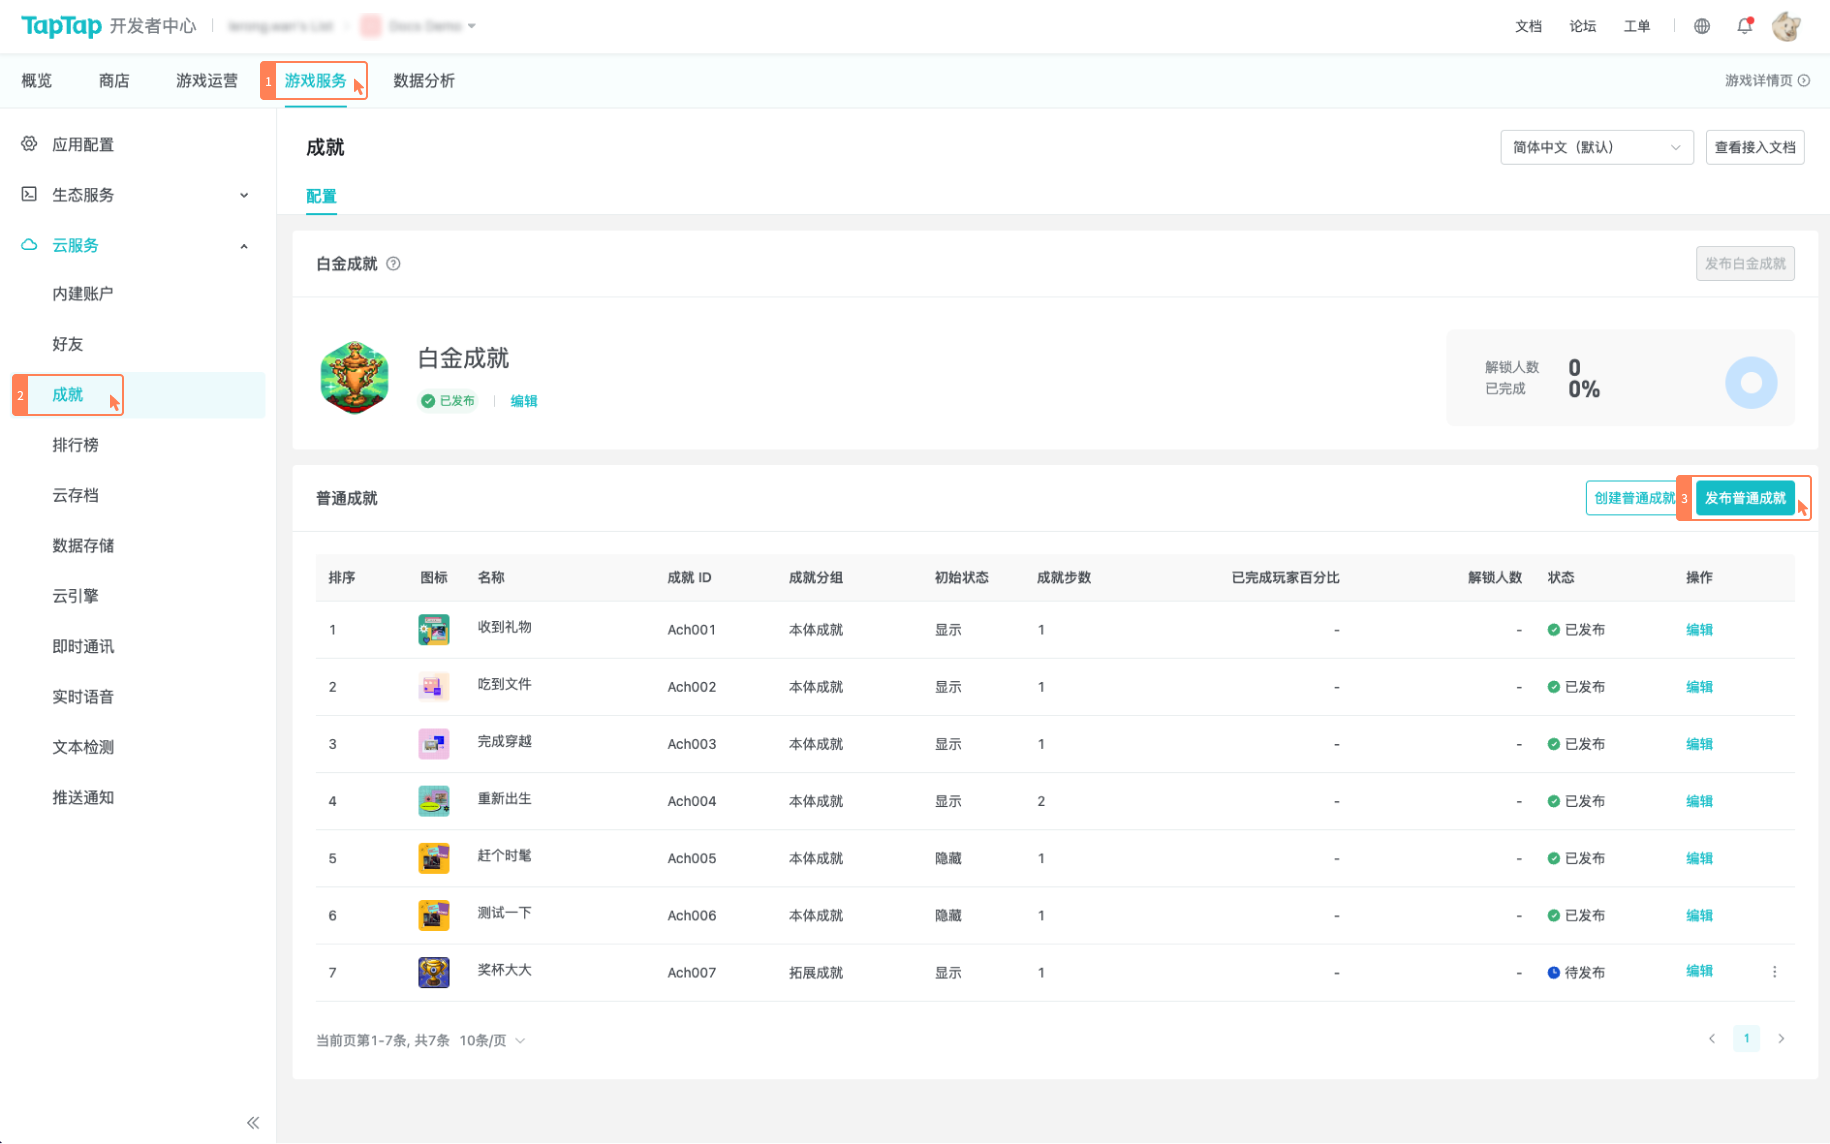 TapTap 开发者中心
文档 论坛 工单
概览 商店 游戏运营 1 游戏服务 数据分析 游戏详情页
应用配置
生态服务
云服务
内建账户
好友
2 成就
排行榜
云存档
数据存储
云引擎
即时通讯
实时语音
文本检测
推送通知
成就 简体中文（默认） 查看接入文档
配置
白金成就 发布白金成就
白金成就
已发布 编辑
解锁人数 0
已完成 0%
普通成就 创建普通成就 3 发布普通成就
排序 图标 名称 成就 ID 成就分组 初始状态 成就步数 已完成玩家百分比 解锁人数 状态 操作
1 收到礼物 Ach001 本体成就 显示 1 - - 已发布 编辑
2 吃到文件 Ach002 本体成就 显示 1 - - 已发布 编辑
3 完成穿越 Ach003 本体成就 显示 1 - - 已发布 编辑
4 重新出生 Ach004 本体成就 显示 2 - - 已发布 编辑
5 赶个时髦 Ach005 本体成就 隐藏 1 - - 已发布 编辑
6 测试一下 Ach006 本体成就 隐藏 1 - - 已发布 编辑
7 奖杯大大 Ach007 拓展成就 显示 1 - - 待发布 编辑
当前页第1-7条, 共7条 10条/页 1